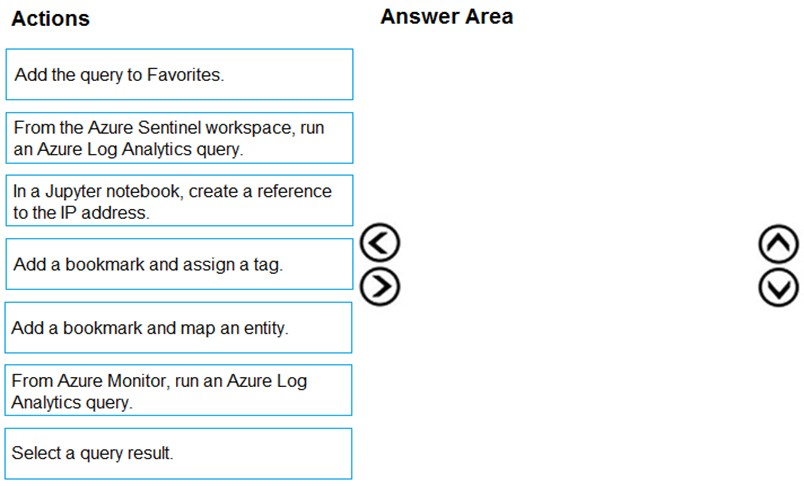 Actions
Answer Area
Add the query to Favorites.
From the Azure Sentinel workspace, run
an Azure Log Analytics query.
In a Jupyter notebook, create a reference
to the IP address.
Add a bookmark and assign a tag.
Add a bookmark and map an entity.
From Azure Monitor, run an Azure Log
Analytics query.
Select a query result.